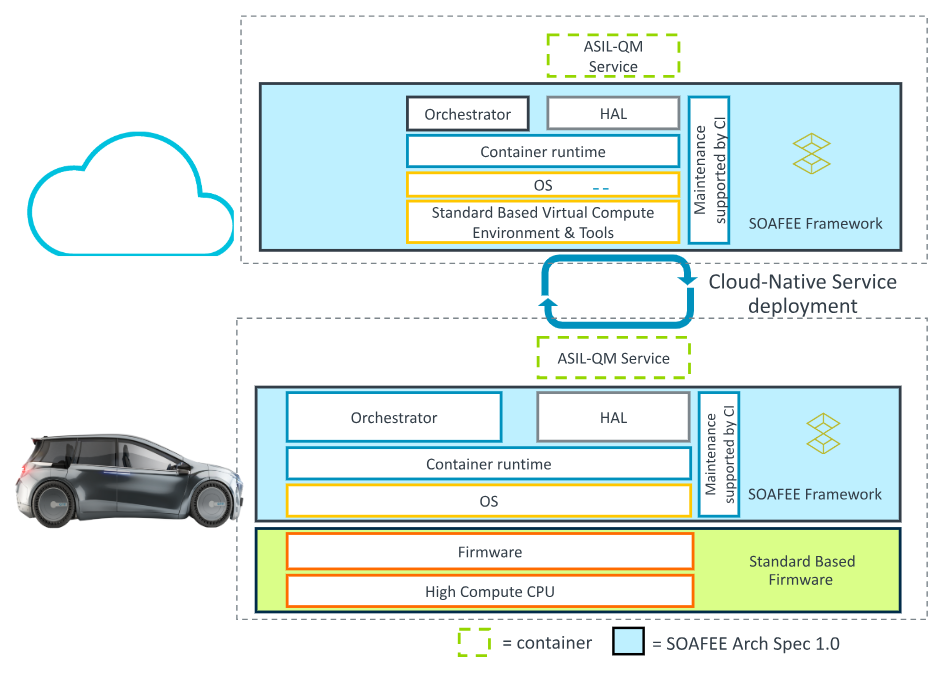 ASIL-QM
Service
Orchestrator
HAL
Container runtime
OS
Standard Based Virtual Compute
Environment & Tools
Maintenance
supported by CI
SOAFEE Framework
Cloud-Native Service
deployment
ASIL-QM Service
Orchestrator
HAL
Container runtime
OS
Maintenance
supported by CI
SOAFEE Framework
Firmware
High Compute CPU
Standard Based
Firmware
= container
= SOAFEE Arch Spec 1.0